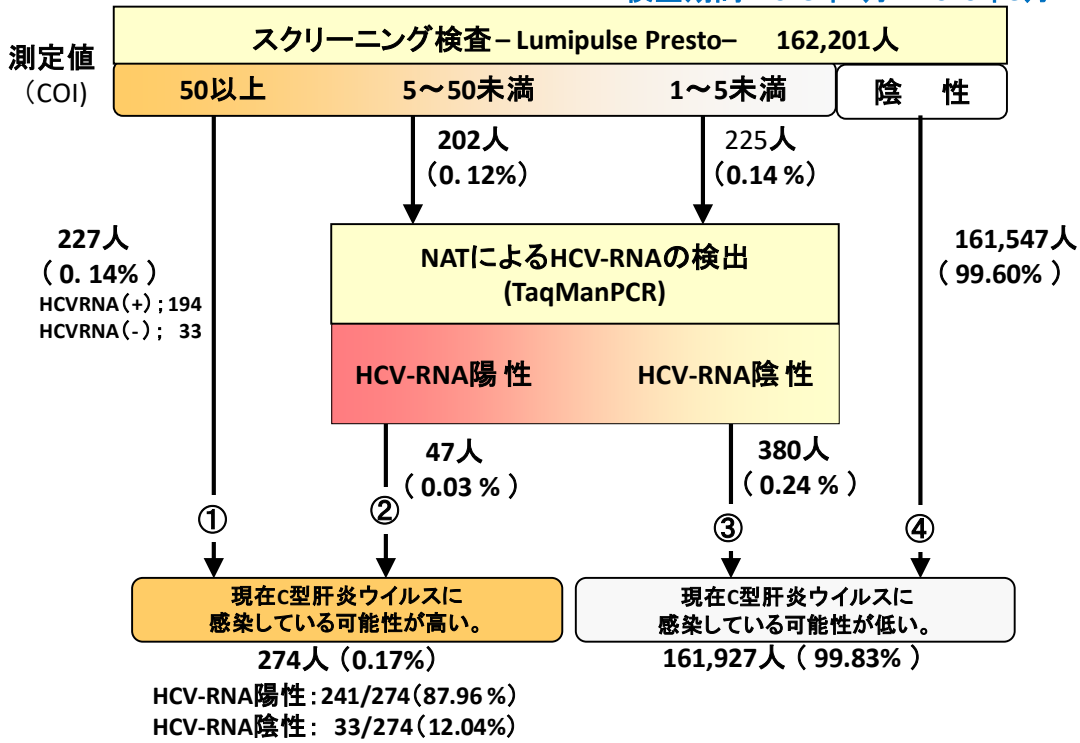 スクリーニング検査 – Lumipulse Presto – 162,201人
測定値
（COI)
50以上 5～50未満 1～5未満 陰 性
202人
（0. 12%）
225人
（0.14 %）
227人
（ 0. 14% ）
HCVRNA（+）；194
HCVRNA（-）； 33
161,547人
（ 99.60%）
NATによるHCV-RNAの検出
(TaqManPCR)
HCV-RNA陽 性 HCV-RNA陰 性
47人
（ 0.03 % ）
380人
（ 0.24 % ）
① ② ③ ④
現在C型肝炎ウイルスに
感染している可能性が高い。
現在C型肝炎ウイルスに
感染している可能性が低い。
274人（0.17%）
161,927人（ 99.83% ）
HCV-RNA陽性：241/274（87.96 %）
HCV-RNA陰性： 33/274（12.04%）